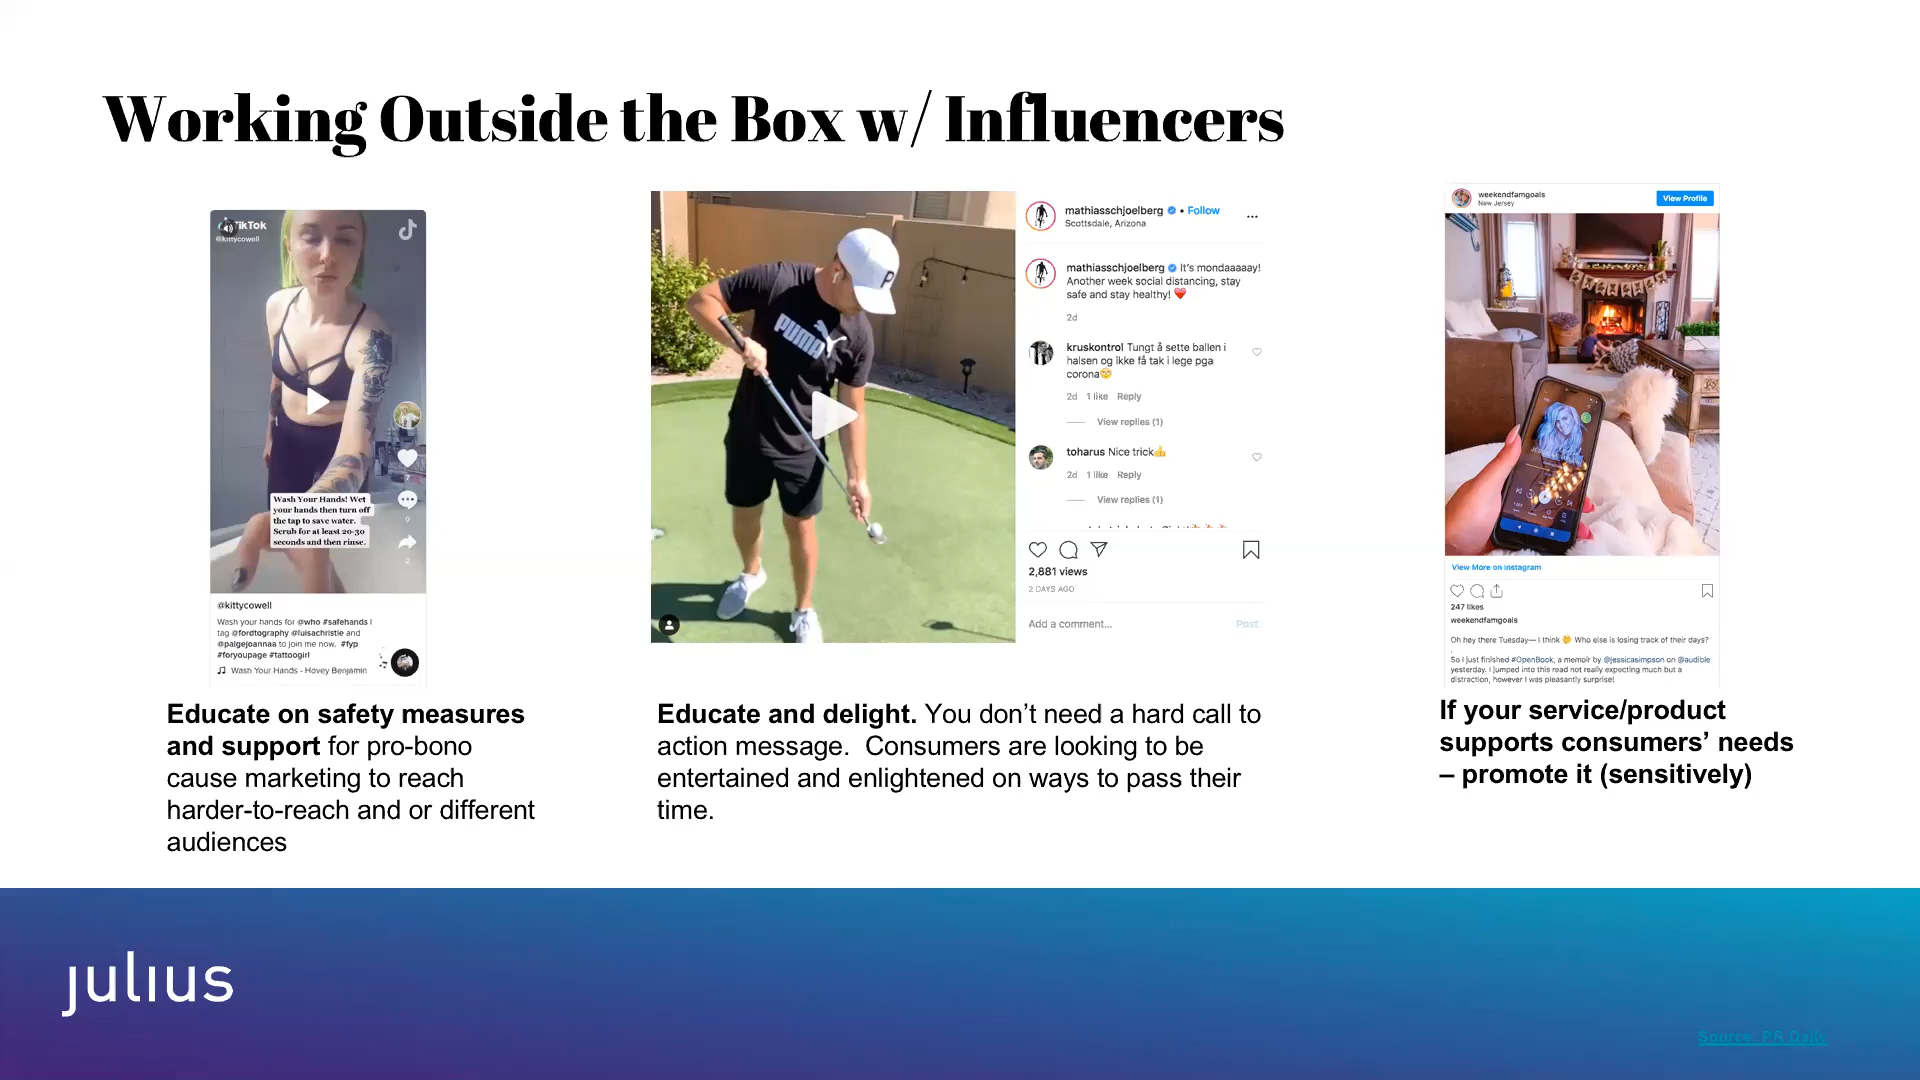 Working Outside the Box w/ Influencers
TikTok
@kittycowell
Wash Your Hands! Wet
your hands then turn off
the tap to save water.
Scrub for at least 20-30
seconds and then rinse.
7
0
2
@kittycowell
Wash your hands for @who #safehands I
tag @fordtography @luisachristie and
@paigejoannaa to join me now. #fyp
#foryoupage #tattoogirl
Wash Your Hands - Hovey Benjamin
Educate on safety measures
and support for pro-bono
cause marketing to reach
harder-to-reach and or different
audiences
PUMA
P
mathiasschjoelberg • Follow
Scottsdale, Arizona
mathiasschjoelberg It's mondaaaaay!
Another week social distancing, stay
safe and stay healthy! ❤️
2d
kruskontrol Tungt å sette ballen i
halsen og ikke få tak i lege pga
corona🙄
2d 1 like Reply
View replies (1)
toharus Nice trick👍
2d 1 like Reply
View replies (1)
2,881 views
2 DAYS AGO
Add a comment...
Post
Educate and delight. You don’t need a hard call to
action message.  Consumers are looking to be
entertained and enlightened on ways to pass their
time.
weekendfamgoals
New Jersey
View Profile
View More on Instagram
247 likes
weekendfamgoals
Oh hey there Tuesday— I think 🤔 Who else is losing track of their days?
.
So I just finished #OpenBook, a memoir by @jessicasimpson on @audible
yesterday. I jumped into this read not really expecting much but a
distraction, however I was pleasantly surprise!
If your service/product
supports consumers’ needs
– promote it (sensitively)
julius
Source: PR Daily